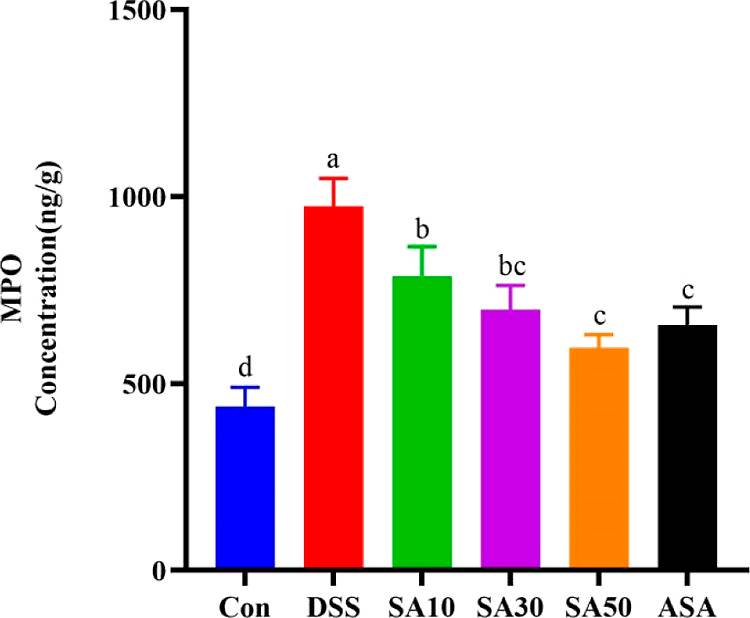 1500
1000
500
0
MPO
Concentration(ng/g)
d
a
b
bc
c
c
Con DSS SA10 SA30 SA50 ASA